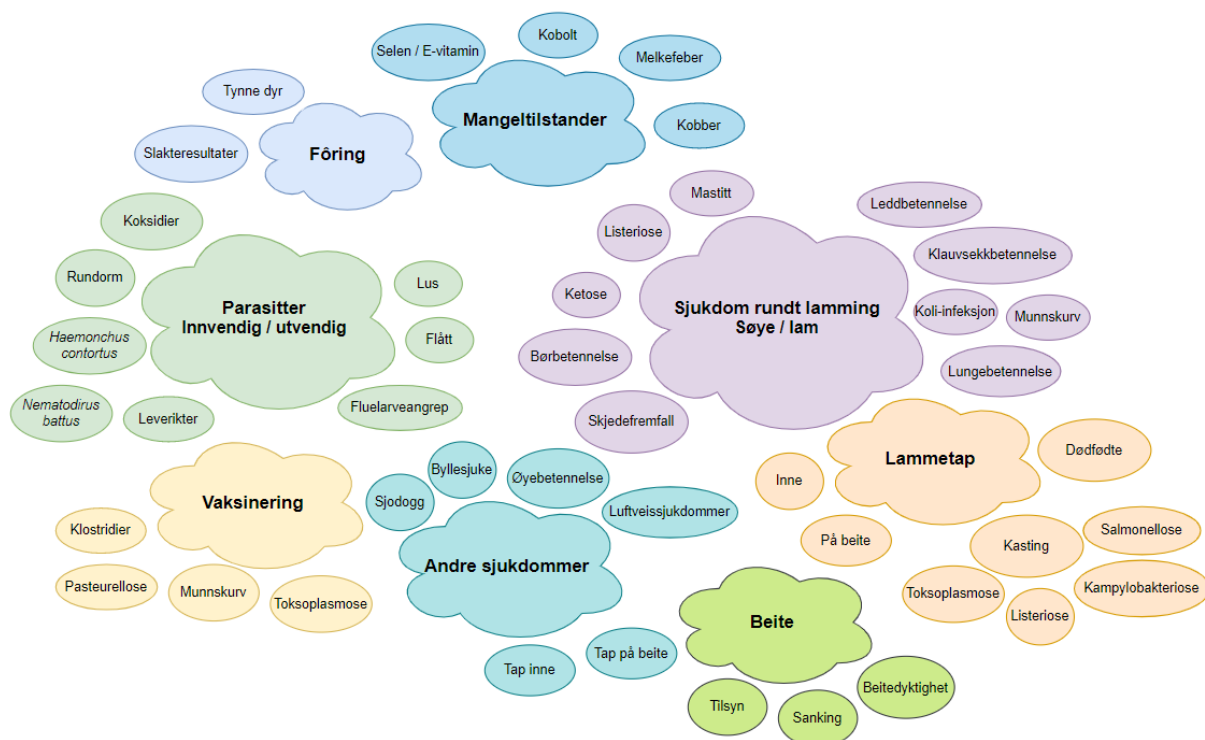 Selen / E-vitamin
Kobolt
Melkefeber
Kobber
Mangeltilstander
Tynne dyr
Slakteresultater
Fôring
Koksidier
Rundorm
Haemonchus
contortus
Nematodirus
battus
Leverikter
Parasitter
Innvendig / utvendig
Lus
Flått
Fluelarveangrep
Mastitt
Listeriose
Ketose
Børbetennelse
Skjedefremfall
Sjukdom rundt lamming
Søye / lam
Leddbetennelse
Klauvsekkbetennelse
Koli-infeksjon
Munnskurv
Lungebetennelse
Vaksinering
Klostridier
Pasteurellose
Munnskurv
Toksoplasmose
Sjodogg
Byllesjuke
Øyebetennelse
Luftveissjukdommer
Andre sjukdommer
Tap inne
Tap på beite
Lammetap
Dødfødte
Inne
På beite
Kasting
Salmonellose
Kampylobakteriose
Toksoplasmose
Listeriose
Beite
Tilsyn
Sanking
Beitedyktighet